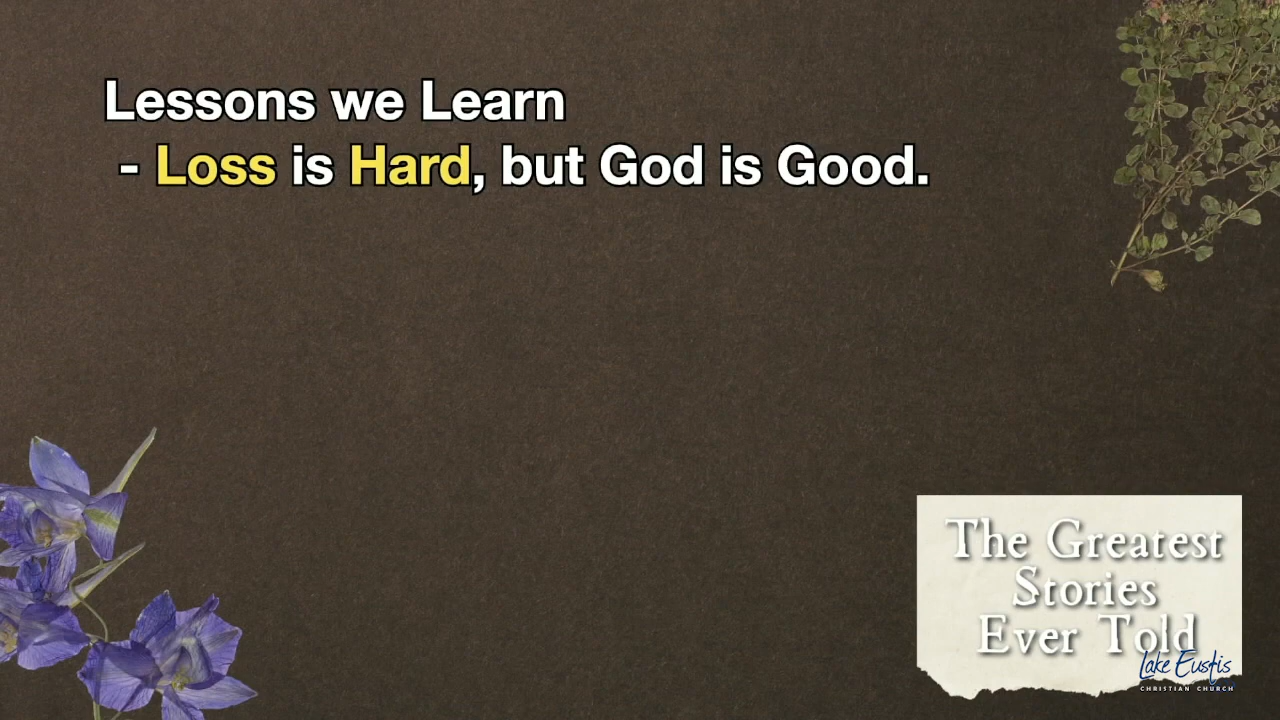 Lessons we Learn
- Loss is Hard, but God is Good.
The Greatest
Stories
Ever Told
Lake Eustis
CHRISTIAN CHURCH